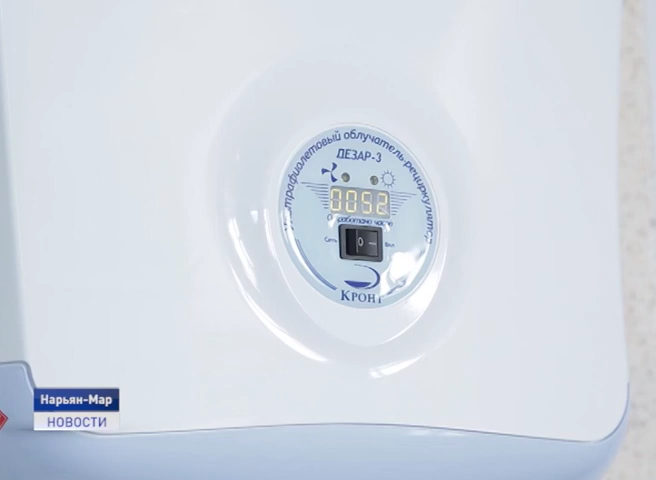 Ультрафиолетовый облучатель-рециркулятор
ДЕЗАР-3
0052
Отработано часов
Сеть
Вкл
КРОНТ
Нарьян-Мар
НОВОСТИ